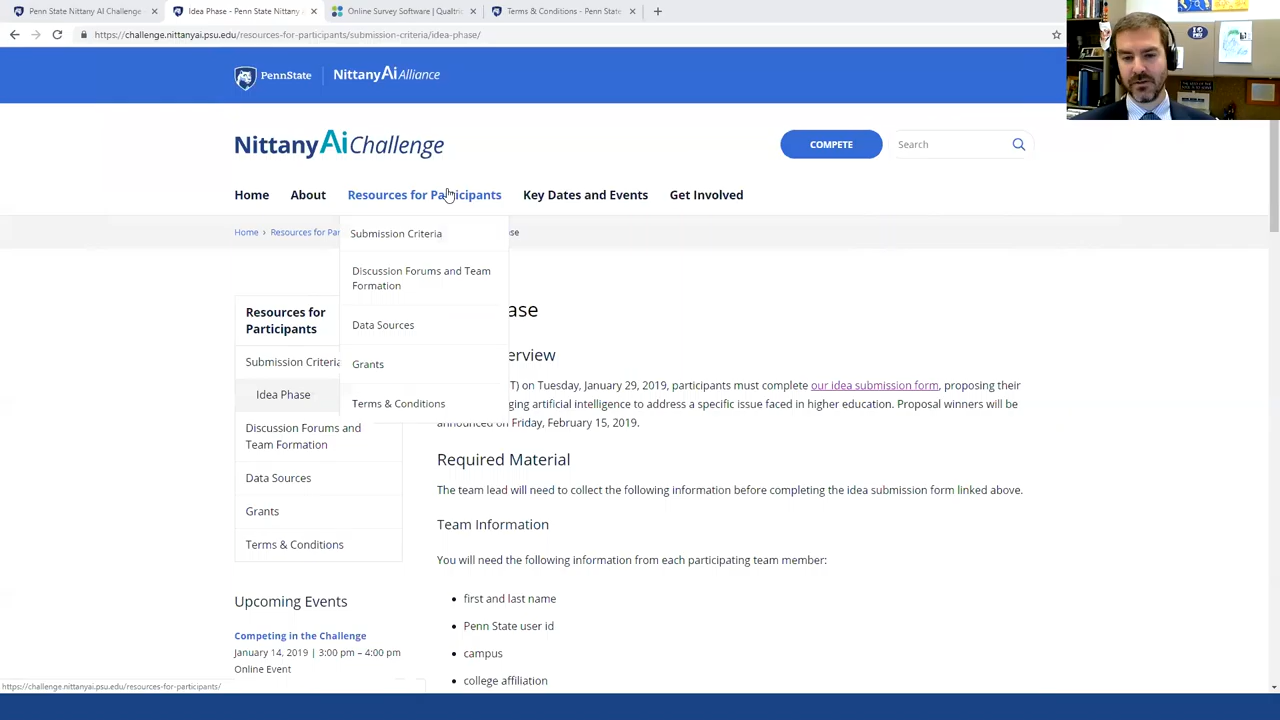 Penn State Nittany AI Challenge
Idea Phase - Penn State Nittany
Online Survey Software | Qualtri
Terms & Conditions - Penn State
https://challenge.nittanyai.psu.edu/resources-for-participants/submission-criteria/idea-phase/
PennState
NittanyAiAlliance
NittanyAiChallenge
COMPETE
Search
Home
About
Resources for Participants
Key Dates and Events
Get Involved
Home › Resources for Par
se
Submission Criteria
Discussion Forums and Team
Formation
Data Sources
Grants
Terms & Conditions
Resources for
Participants
Submission Criteria
Idea Phase
Discussion Forums and
Team Formation
Data Sources
Grants
Terms & Conditions
Upcoming Events
Competing in the Challenge
January 14, 2019 | 3:00 pm – 4:00 pm
Online Event
ase
erview
T) on Tuesday, January 29, 2019, participants must complete our idea submission form, proposing their
ging artificial intelligence to address a specific issue faced in higher education. Proposal winners will be
announced on Friday, February 15, 2019.
Required Material
The team lead will need to collect the following information before completing the idea submission form linked above.
Team Information
You will need the following information from each participating team member:
• first and last name
• Penn State user id
• campus
• college affiliation
https://challenge.nittanyai.psu.edu/resources-for-participants/